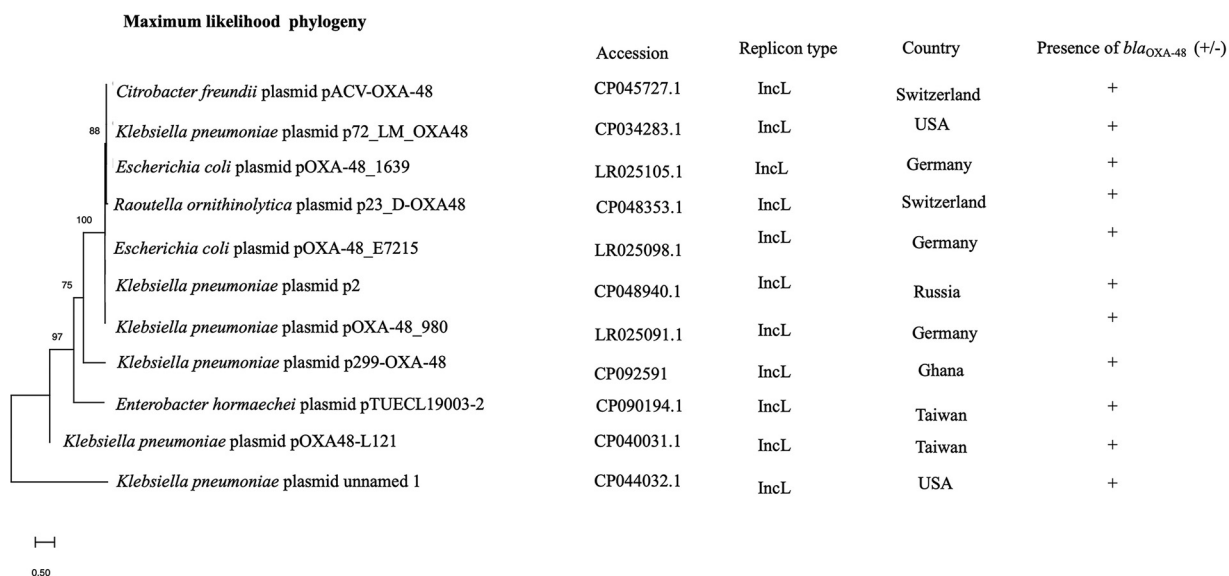 Maximum likelihood phylogeny
Accession Replicon type Country Presence of blaOXA-48 (+/-)
Citrobacter freundii plasmid pACV-OXA-48 CP045727.1 IncL Switzerland +
88
Klebsiella pneumoniae plasmid p72_LM_OXA48 CP034283.1 IncL USA +
Escherichia coli plasmid pOXA-48_1639 LR025105.1 IncL Germany +
Raoutella ornithinolytica plasmid p23_D-OXA48 CP048353.1 IncL Switzerland +
100
Escherichia coli plasmid pOXA-48_E7215 LR025098.1 IncL Germany +
75
Klebsiella pneumoniae plasmid p2 CP048940.1 IncL Russia +
Klebsiella pneumoniae plasmid pOXA-48_980 LR025091.1 IncL Germany +
97
Klebsiella pneumoniae plasmid p299-OXA-48 CP092591 IncL Ghana +
Enterobacter hormaechei plasmid pTUECL19003-2 CP090194.1 IncL Taiwan +
Klebsiella pneumoniae plasmid pOXA48-L121 CP040031.1 IncL Taiwan +
Klebsiella pneumoniae plasmid unnamed 1 CP044032.1 IncL USA +
0.50